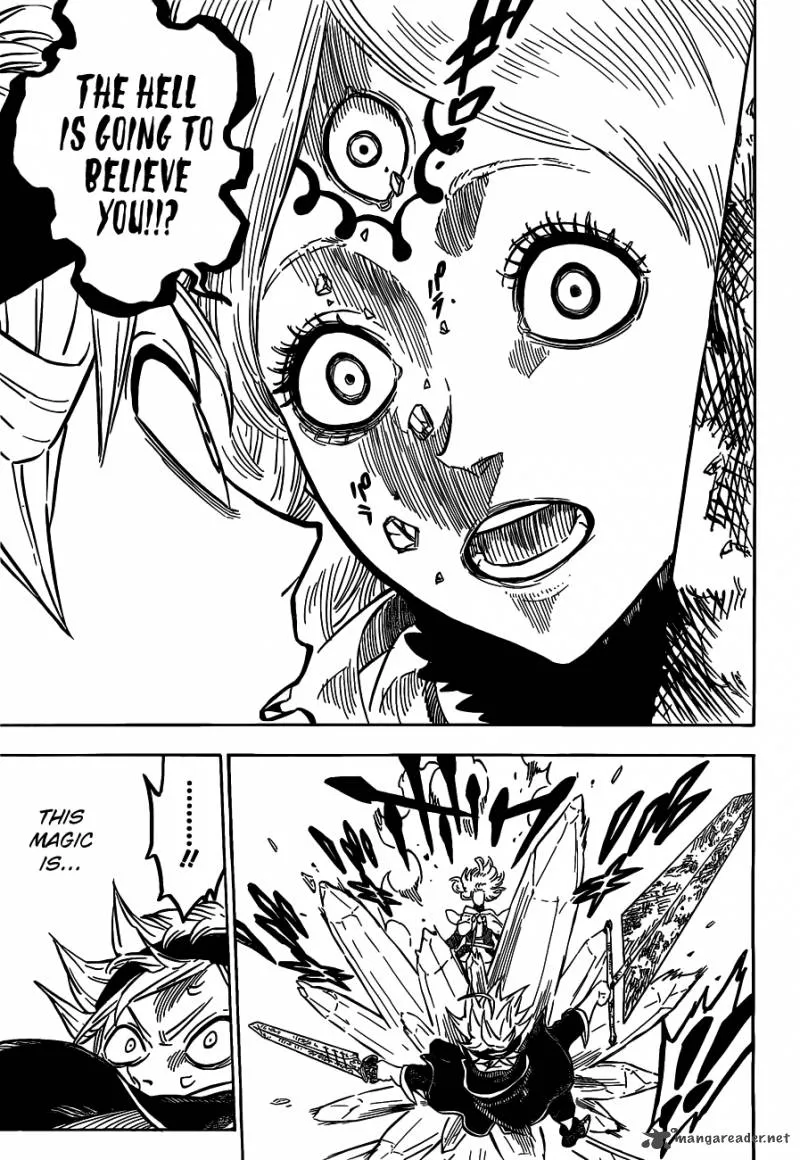 THE HELL
IS GOING TO
BELIEVE
YOU!!?
.........!!
THIS
MAGIC
IS...
mangareader.net